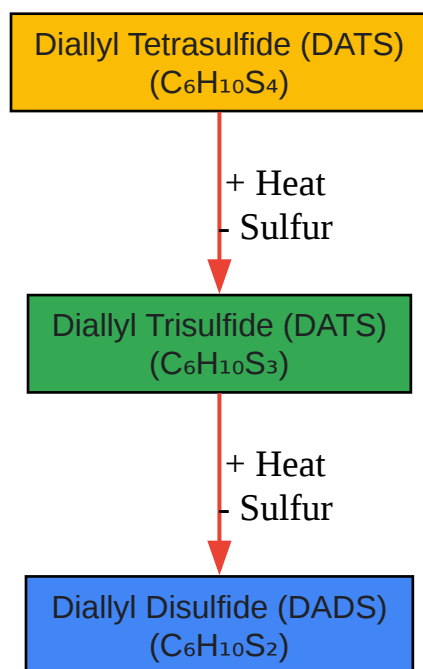 Diallyl Tetrasulfide (DATS)
(C₆H₁₀S₄)
+ Heat
- Sulfur
Diallyl Trisulfide (DATS)
(C₆H₁₀S₃)
+ Heat
- Sulfur
Diallyl Disulfide (DADS)
(C₆H₁₀S₂)